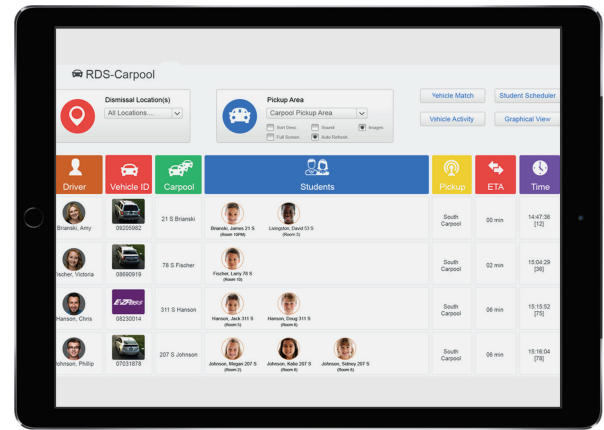 RDS-Carpool
Dismissal Location(s)
All Locations...
Pickup Area
Carpool Pickup Area
Sort Desc. Sound Images
Full Screen Auto Refresh
Vehicle Match Student Scheduler
Vehicle Activity Graphical View
Driver Vehicle ID Carpool Students Pickup ETA Time
Brianski, Amy 09205982 21 S Brianski
Brianski, James 21 S Livingston, David 53 S
(Room 10PM) (Room 3)
South
Carpool
00 min
14:47:36
[12]
ischer, Victoria 08690919 78 S Fischer
Fischer, Larry 78 S
(Room 10)
South
Carpool
02 min
15:04:29
[36]
Hanson, Chris 08230014 311 S Hanson
Hanson, Jack 311 S Hanson, Doug 311 S
(Room 5) (Room 6)
South
Carpool
06 min
15:15:52
[75]
ohnson, Phillip 07031878 207 S Johnson
Johnson, Megan 207 S Johnson, Katie 207 S Johnson, Sidney 207 S
(Room 2) (Room 8) (Room 5)
South
Carpool
06 min
15:16:04
[78]